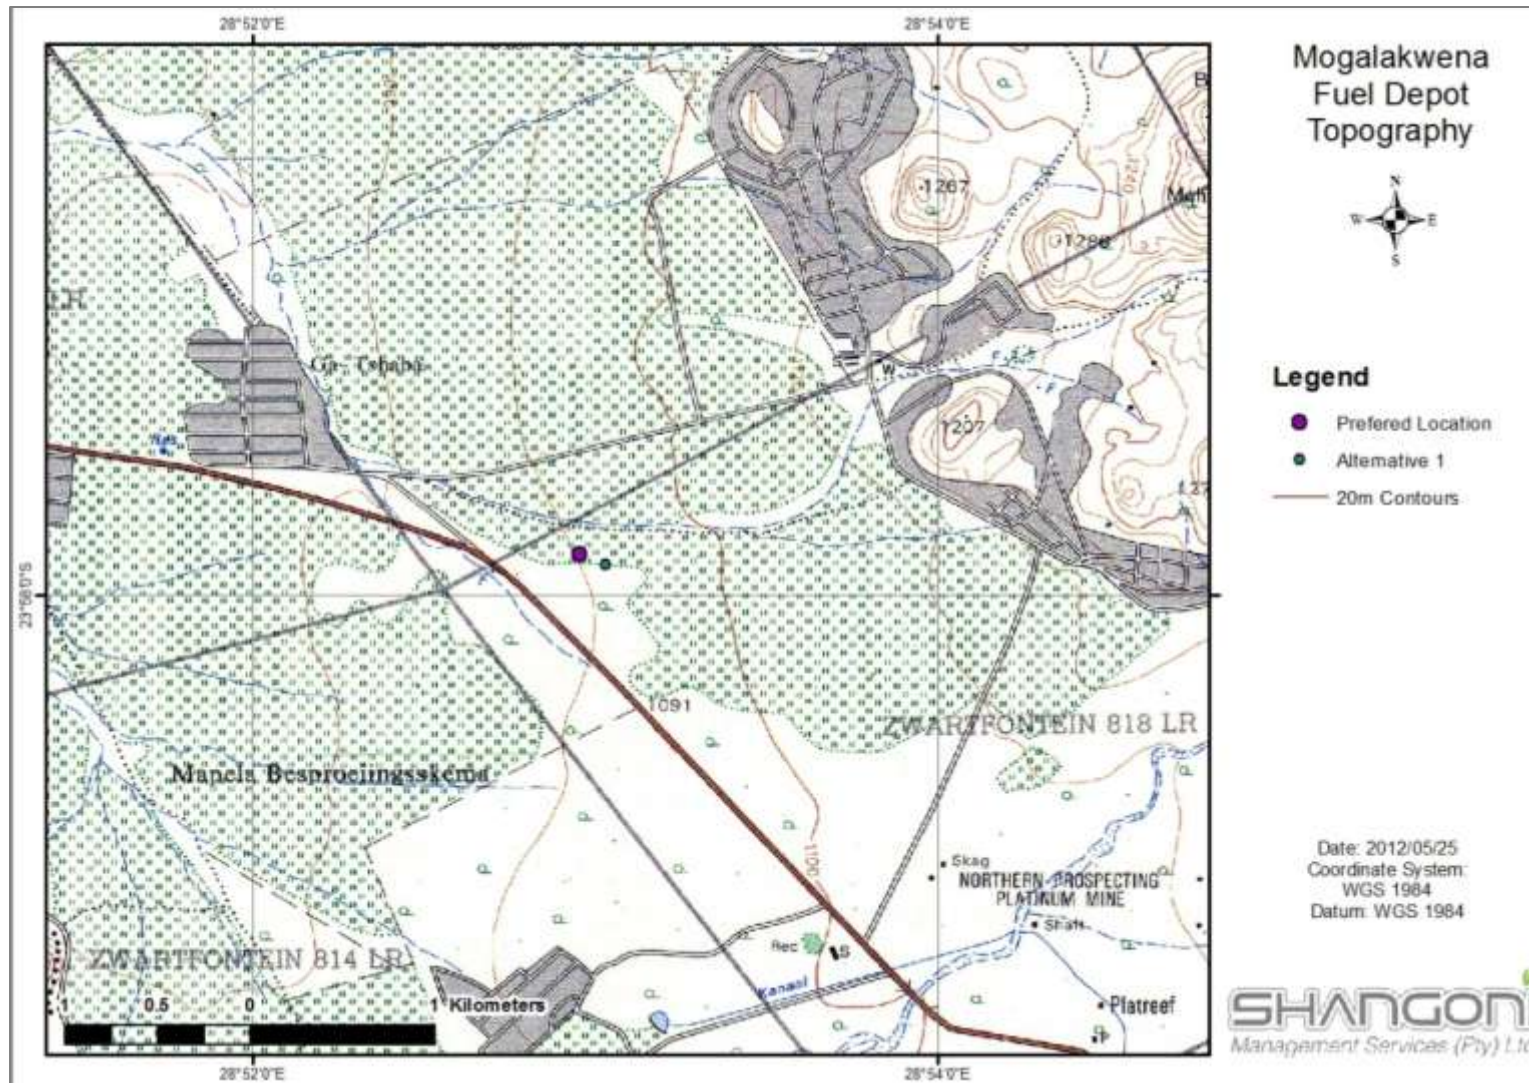 28°52'0"E
28°54'0"E
Mogalakwena
Fuel Depot
Topography
N
W
E
S
1267
1240
1286
W
1207
Legend
Prefered Location
Alternative 1
20m Contours
23°58'0"S
1091
ZWARTFONTEIN 818 LR
Mapela Besproeiingsskema
1100
Skag
NORTHERN PROSPECTING
PLATINUM MINE
Shaft
Rec
S
ZWARTFONTEIN 814 LR
Kanaal
Platreef
1 0.5 0 1 Kilometers
Date: 2012/05/25
Coordinate System:
WGS 1984
Datum: WGS 1984
SHANGONI
Management Services (Pty) Ltd
28°52'0"E
28°54'0"E